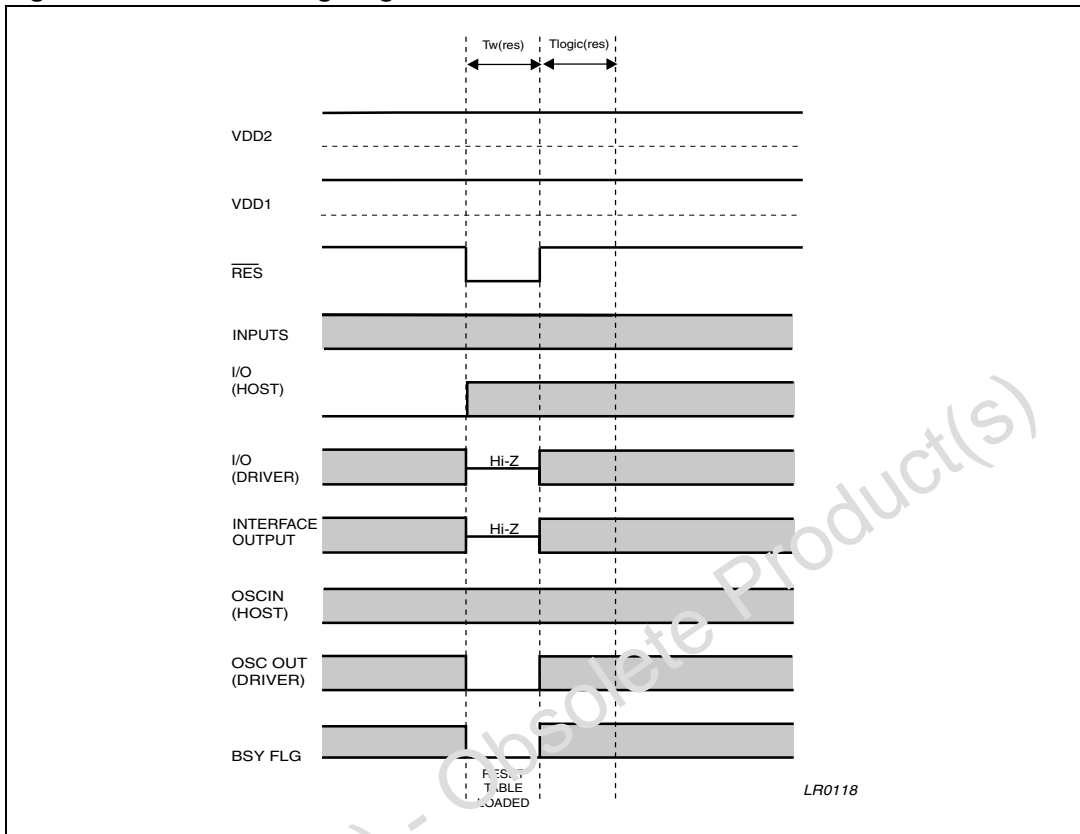 Tw(res) Tlogic(res)
VDD2
VDD1
RES
INPUTS
I/O
(HOST)
I/O
(DRIVER)
Hi-Z
INTERFACE
OUTPUT
Hi-Z
OSCIN
(HOST)
OSC OUT
(DRIVER)
BSY FLG
RESET
TABLE
LOADED
LR0118
) - Obsolete Product(s)